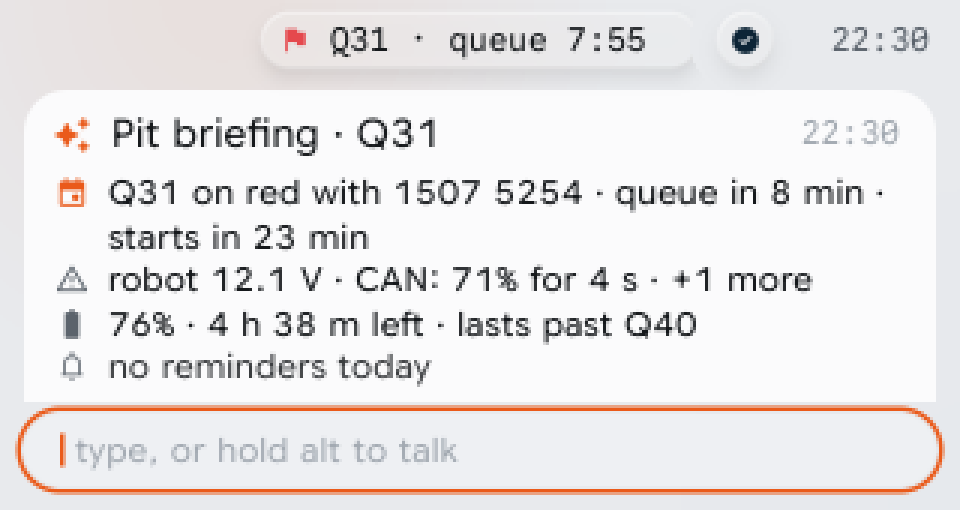 Q31 · queue 7:55
22:30
Pit briefing · Q31
22:30
Q31 on red with 1507 5254 · queue in 8 min ·
starts in 23 min
robot 12.1 V · CAN: 71% for 4 s · +1 more
76% · 4 h 38 m left · lasts past Q40
no reminders today
type, or hold alt to talk